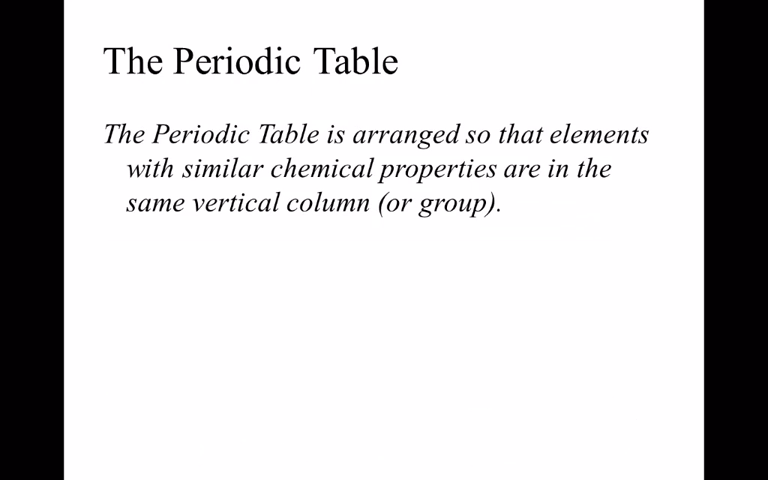 The Periodic Table
The Periodic Table is arranged so that elements
with similar chemical properties are in the
same vertical column (or group).